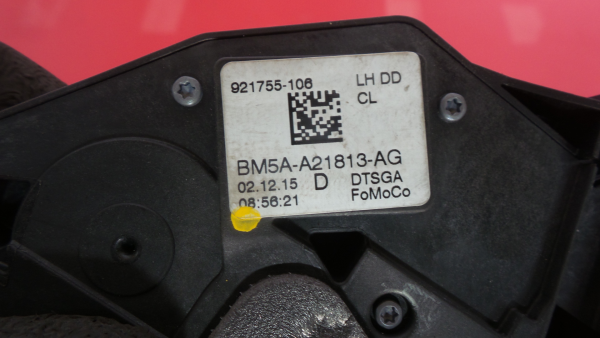 921755-106 LH DD
CL
BM5A-A21813-AG
02.12.15 D DTSGA
08:56:21 FoMoCo